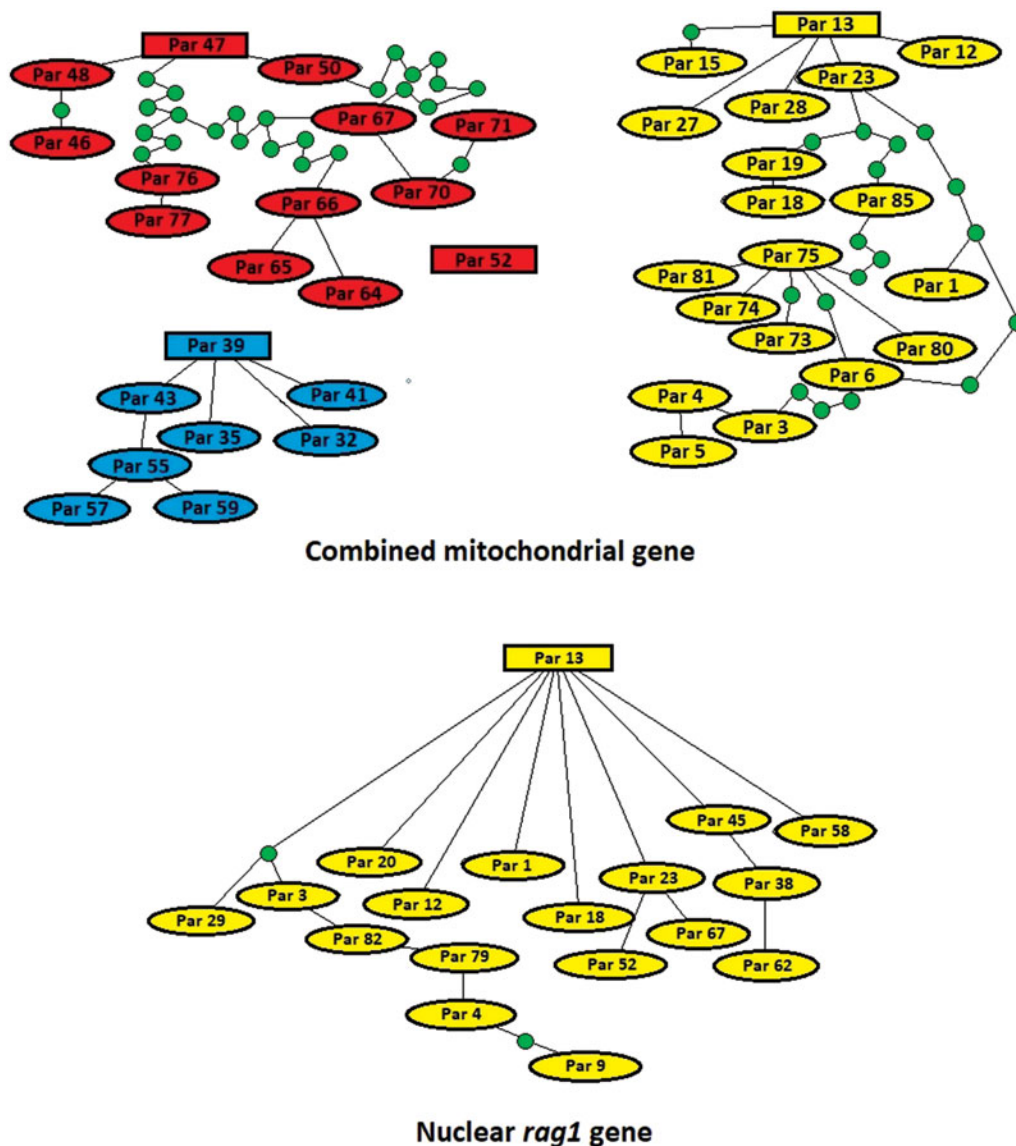 Par 47
Par 48
Par 50
Par 46
Par 67
Par 71
Par 76
Par 77
Par 66
Par 70
Par 65
Par 64
Par 52
Par 13
Par 12
Par 15
Par 23
Par 28
Par 27
Par 19
Par 18
Par 85
Par 75
Par 81
Par 74
Par 73
Par 80
Par 1
Par 6
Par 4
Par 3
Par 5
Par 39
Par 43
Par 41
Par 35
Par 32
Par 55
Par 57
Par 59
Combined mitochondrial gene
Par 13
Par 45
Par 58
Par 20
Par 1
Par 23
Par 38
Par 3
Par 12
Par 18
Par 29
Par 67
Par 82
Par 79
Par 52
Par 62
Par 4
Par 9
Nuclear rag1 gene